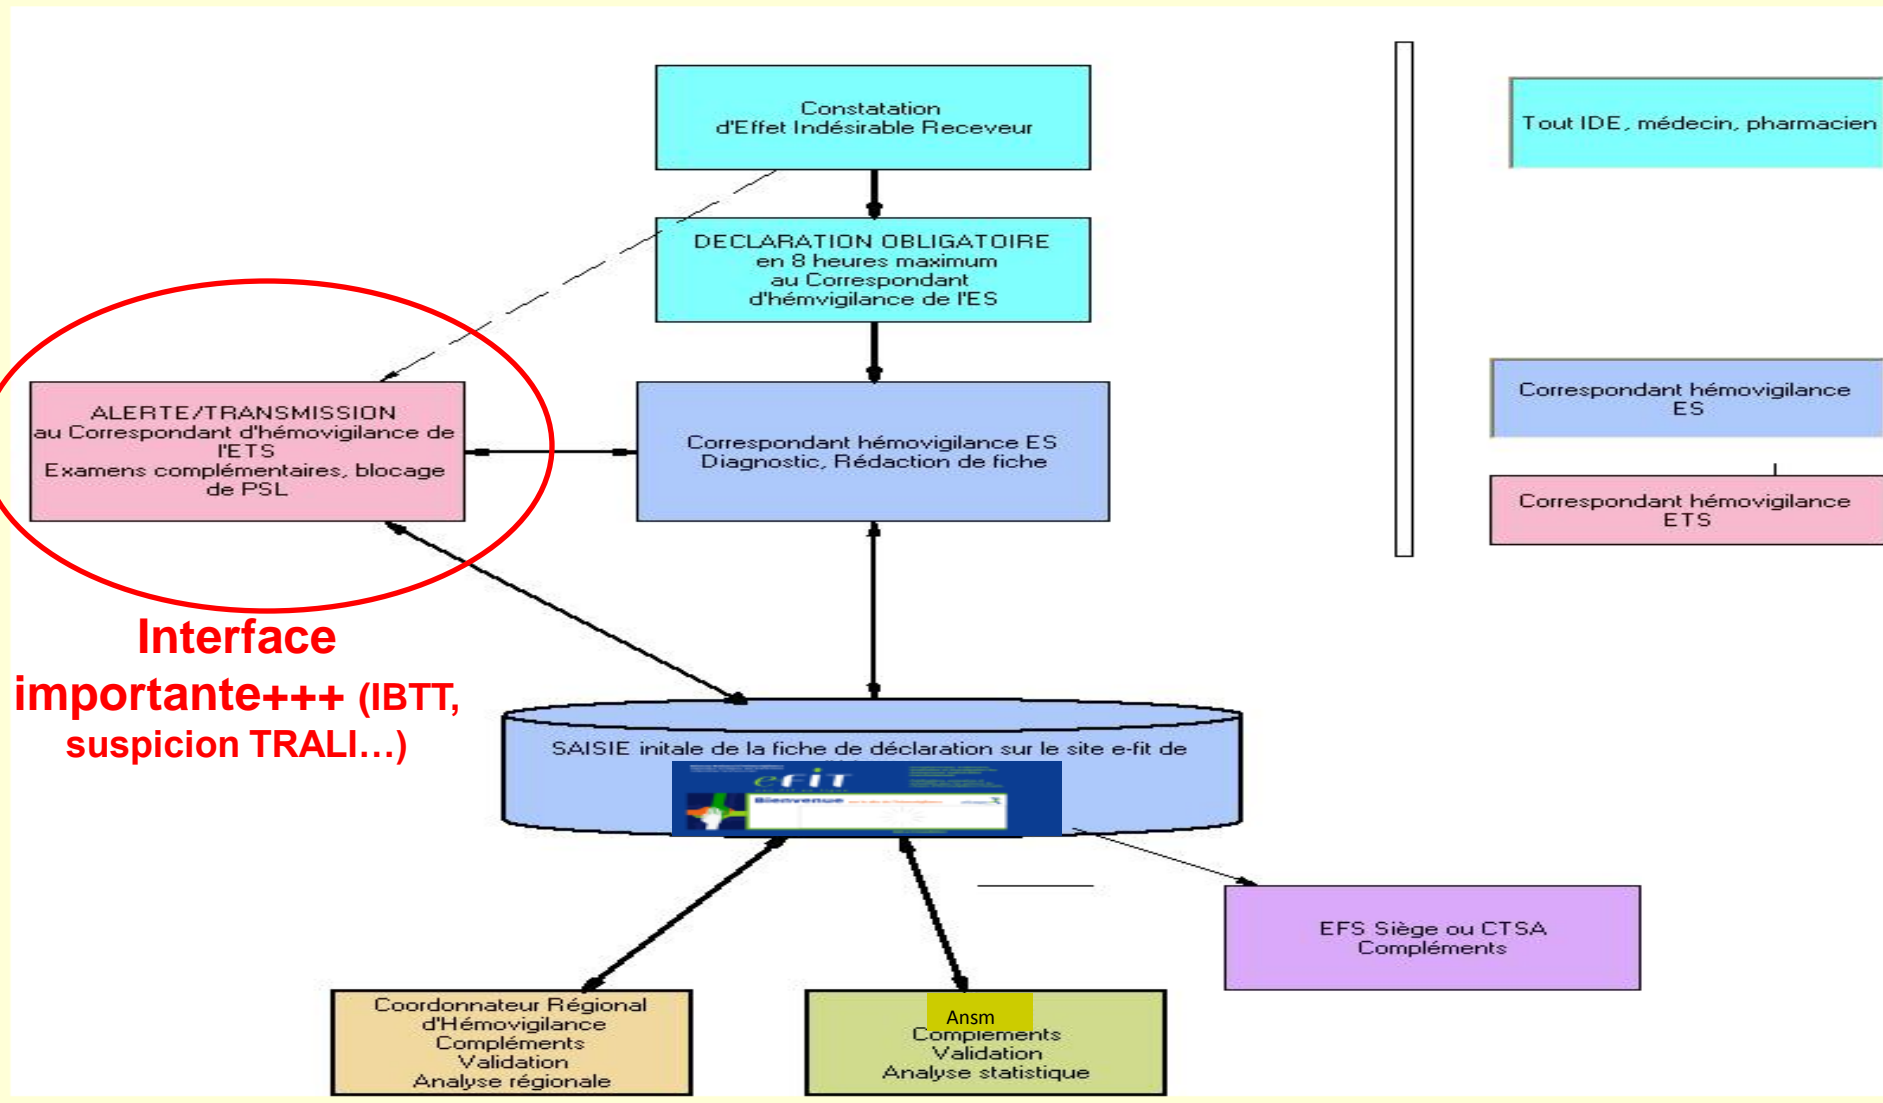 Constatation
d'Effet Indésirable Receveur
Tout IDE, médecin, pharmacien
DECLARATION OBLIGATOIRE
en 8 heures maximum
au Correspondant
d'hémvigilance de l'ES
ALERTE/TRANSMISSION
au Correspondant d'hémovigilance de
l'ETS
Examens complémentaires, blocage
de PSL
Correspondant hémovigilance ES
Diagnostic, Rédaction de fiche
Correspondant hémovigilance
ES
Correspondant hémovigilance
ETS
Interface
importante+++ (IBTT,
suspicion TRALI…)
SAISIE initale de la fiche de déclaration sur le site e-fit de
efit
Bienvenue
EFS Siège ou CTSA
Compléments
Coordonnateur Régional
d'Hémovigilance
Compléments
Validation
Analyse régionale
Ansm
Compléments
Validation
Analyse statistique